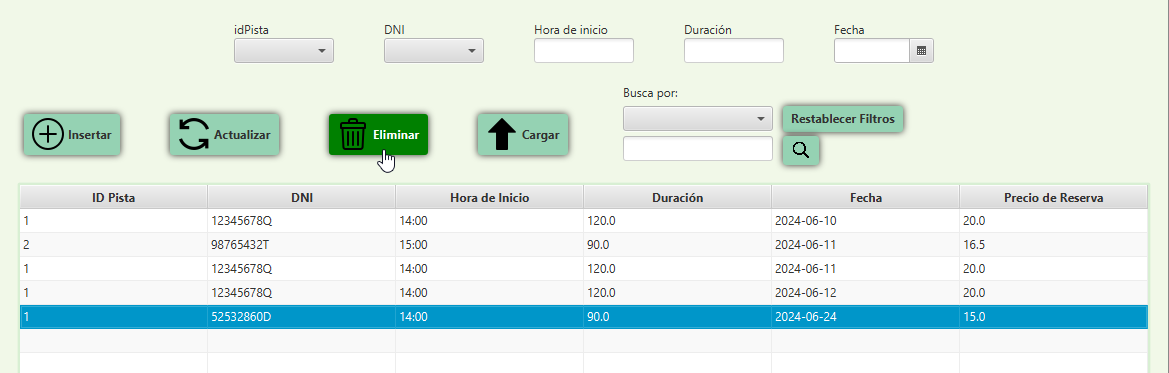 idPista DNI Hora de inicio Duración Fecha
Busca por:
Insertar Actualizar Eliminar Cargar Restablecer Filtros
ID Pista DNI Hora de Inicio Duración Fecha Precio de Reserva
1 12345678Q 14:00 120.0 2024-06-10 20.0
2 98765432T 15:00 90.0 2024-06-11 16.5
1 12345678Q 14:00 120.0 2024-06-11 20.0
1 12345678Q 14:00 120.0 2024-06-12 20.0
1 52532860D 14:00 90.0 2024-06-24 15.0